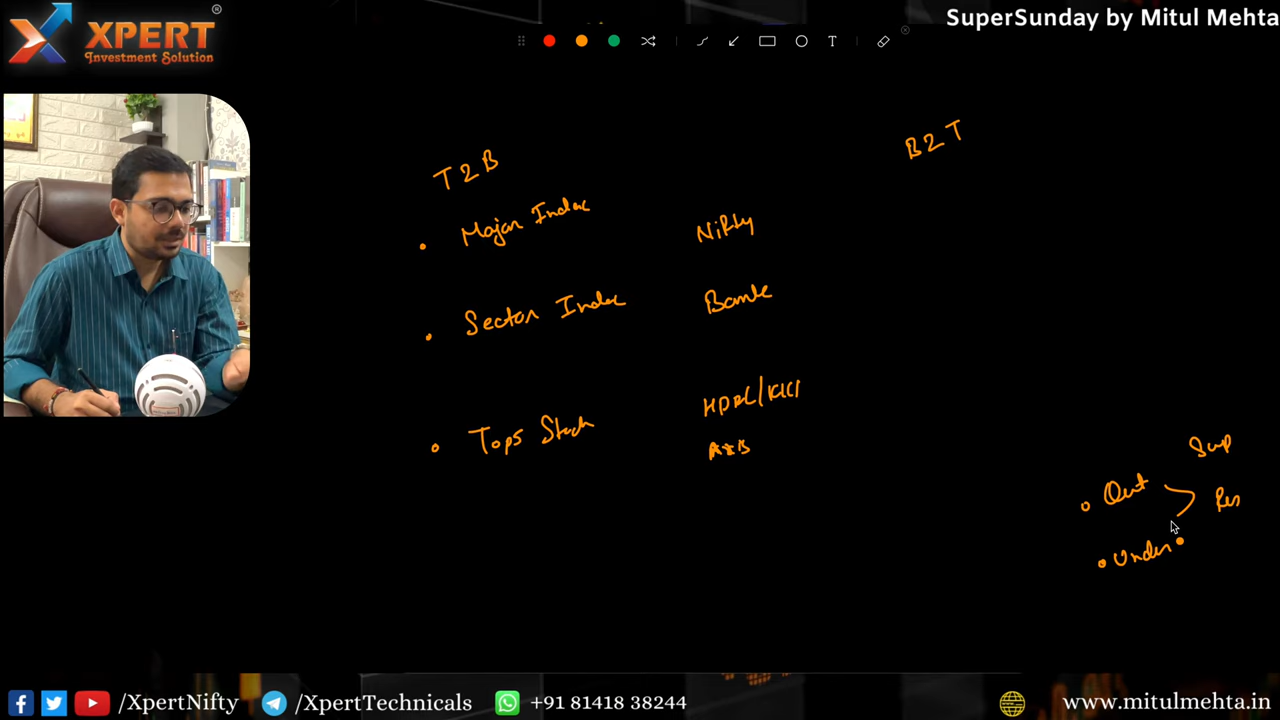 XPERT®
Investment Solution
SuperSunday by Mitul Mehta
T
T2B
B2T
• Major Index Nifty
• Sector Index Bank
• Top5 Stock HDFC/ICICI
AXIS
• Out
• Under
Sup
Res
/XpertNifty
/XpertTechnicals
+91 81418 38244
www.mitulmehta.in